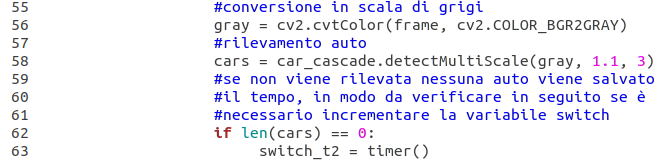 55 #conversione in scala di grigi
56 gray = cv2.cvtColor(frame, cv2.COLOR_BGR2GRAY)
57 #rilevamento auto
58 cars = car_cascade.detectMultiScale(gray, 1.1, 3)
59 #se non viene rilevata nessuna auto viene salvato
60 #il tempo, in modo da verificare in seguito se è
61 #necessario incrementare la variabile switch
62 if len(cars) == 0:
63 switch_t2 = timer()